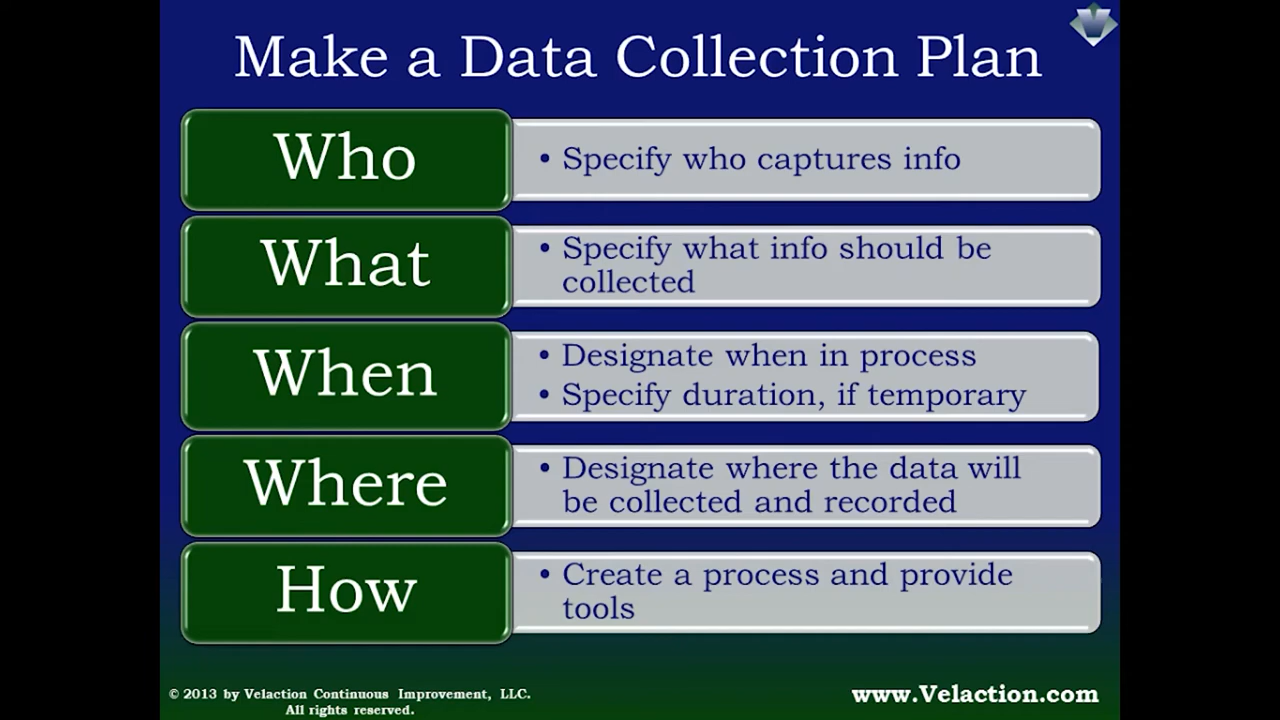 Make a Data Collection Plan
Who
• Specify who captures info
What
• Specify what info should be
collected
When
• Designate when in process
• Specify duration, if temporary
Where
• Designate where the data will
be collected and recorded
How
• Create a process and provide
tools
© 2013 by Velaction Continuous Improvement, LLC.
All rights reserved.
www.Velaction.com